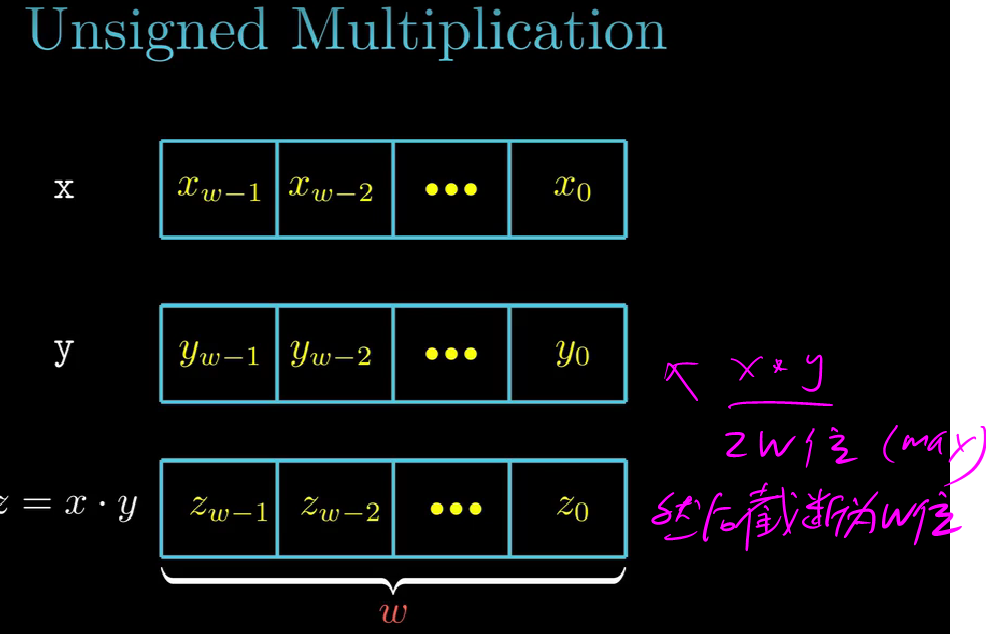 Unsigned Multiplication
x x_{w-1} x_{w-2} ••• x_0
y y_{w-1} y_{w-2} ••• y_0
x * y
2W位 (max)
然后截断为W位
z = x · y z_{w-1} z_{w-2} ••• z_0
w